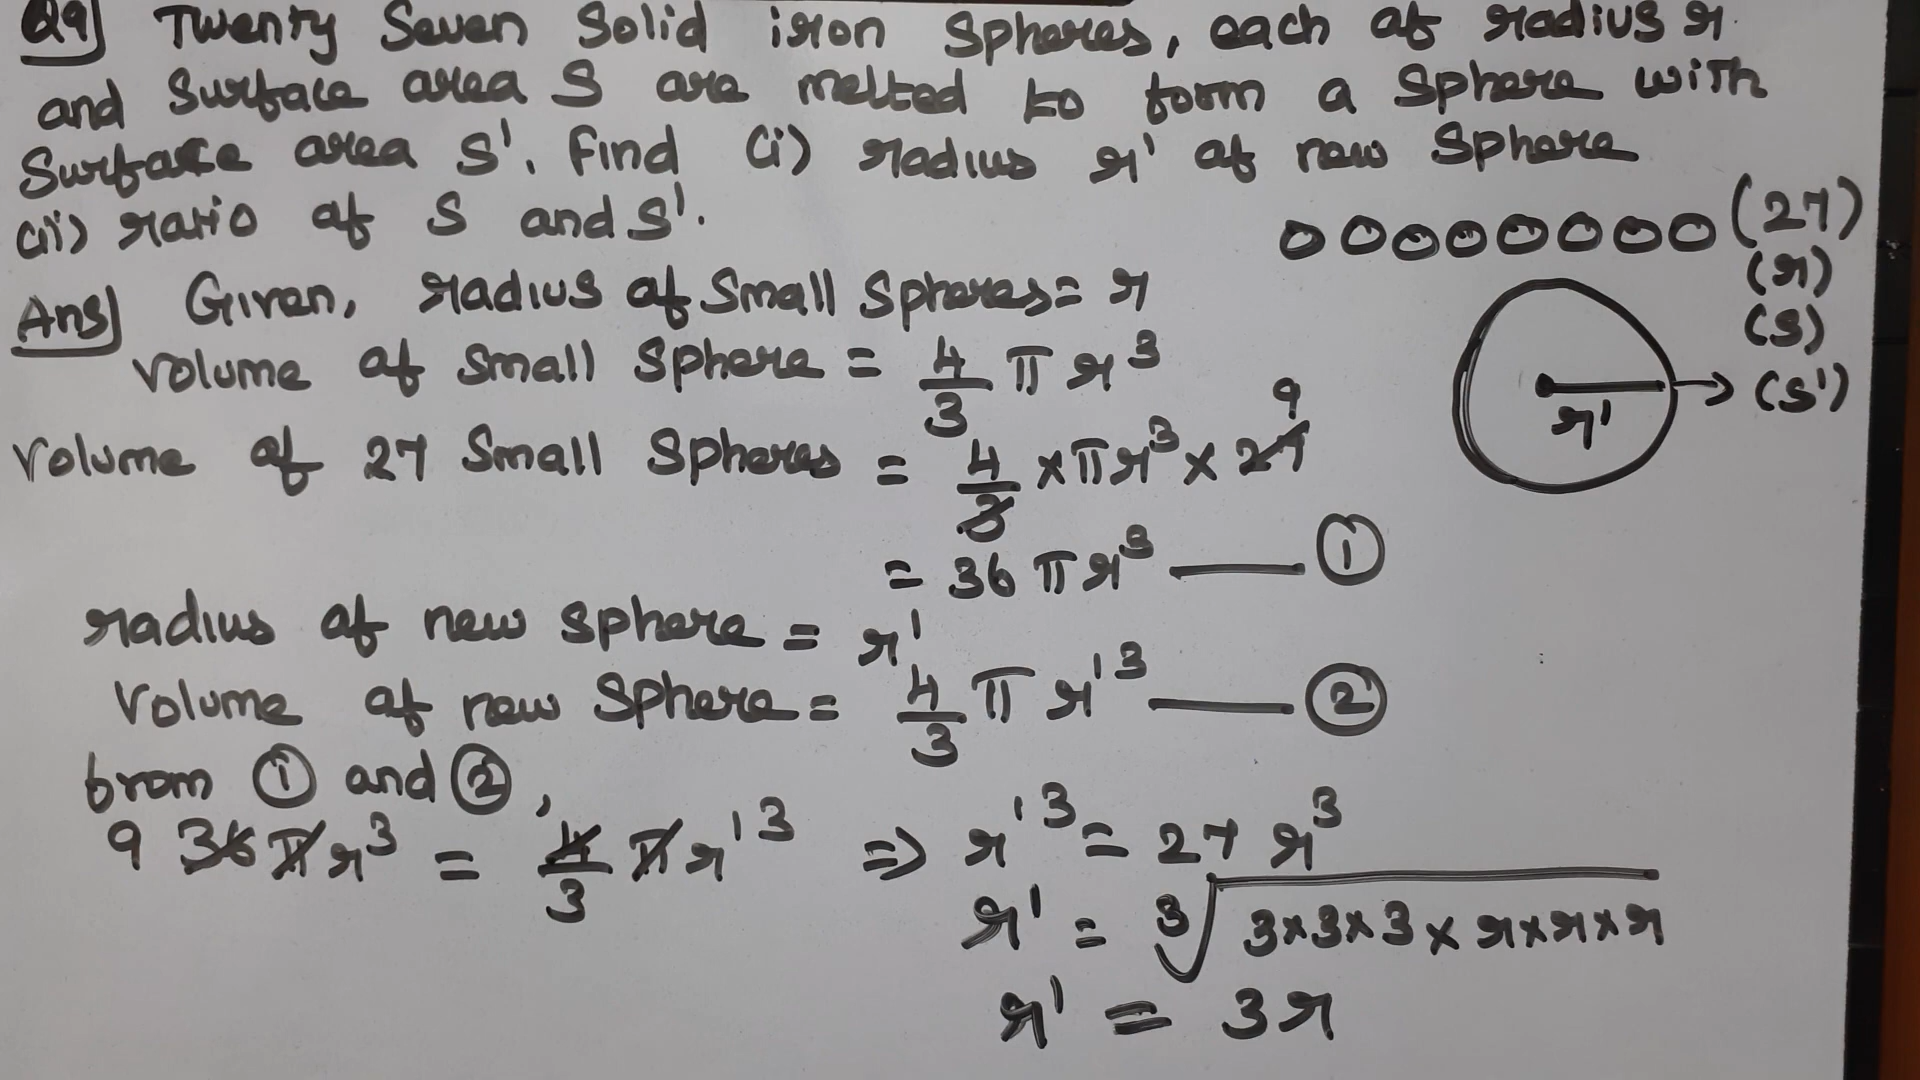 Q9) Twenty Seven Solid iron Spheres, each of radius r
and Surface area S are melted to form a Sphere with
Surface area S'. Find (i) radius r' of new Sphere
(ii) ratio of S and S'.
(27)
(r)
(S)
(S')
r'
Ans) Given, radius of Small Spheres = r
Volume of Small Sphere = 4/3 π r³
Volume of 27 Small Spheres = 4/3 × π r³ × 27 9
= 36 π r³ —— ①
radius of new sphere = r'
Volume of new Sphere = 4/3 π r'³ —— ②
from ① and ②,
9 36 π r³ = 4/3 π r'³ ⇒ r'³ = 27 r³
r' = ³√3×3×3×r×r×r
r' = 3r